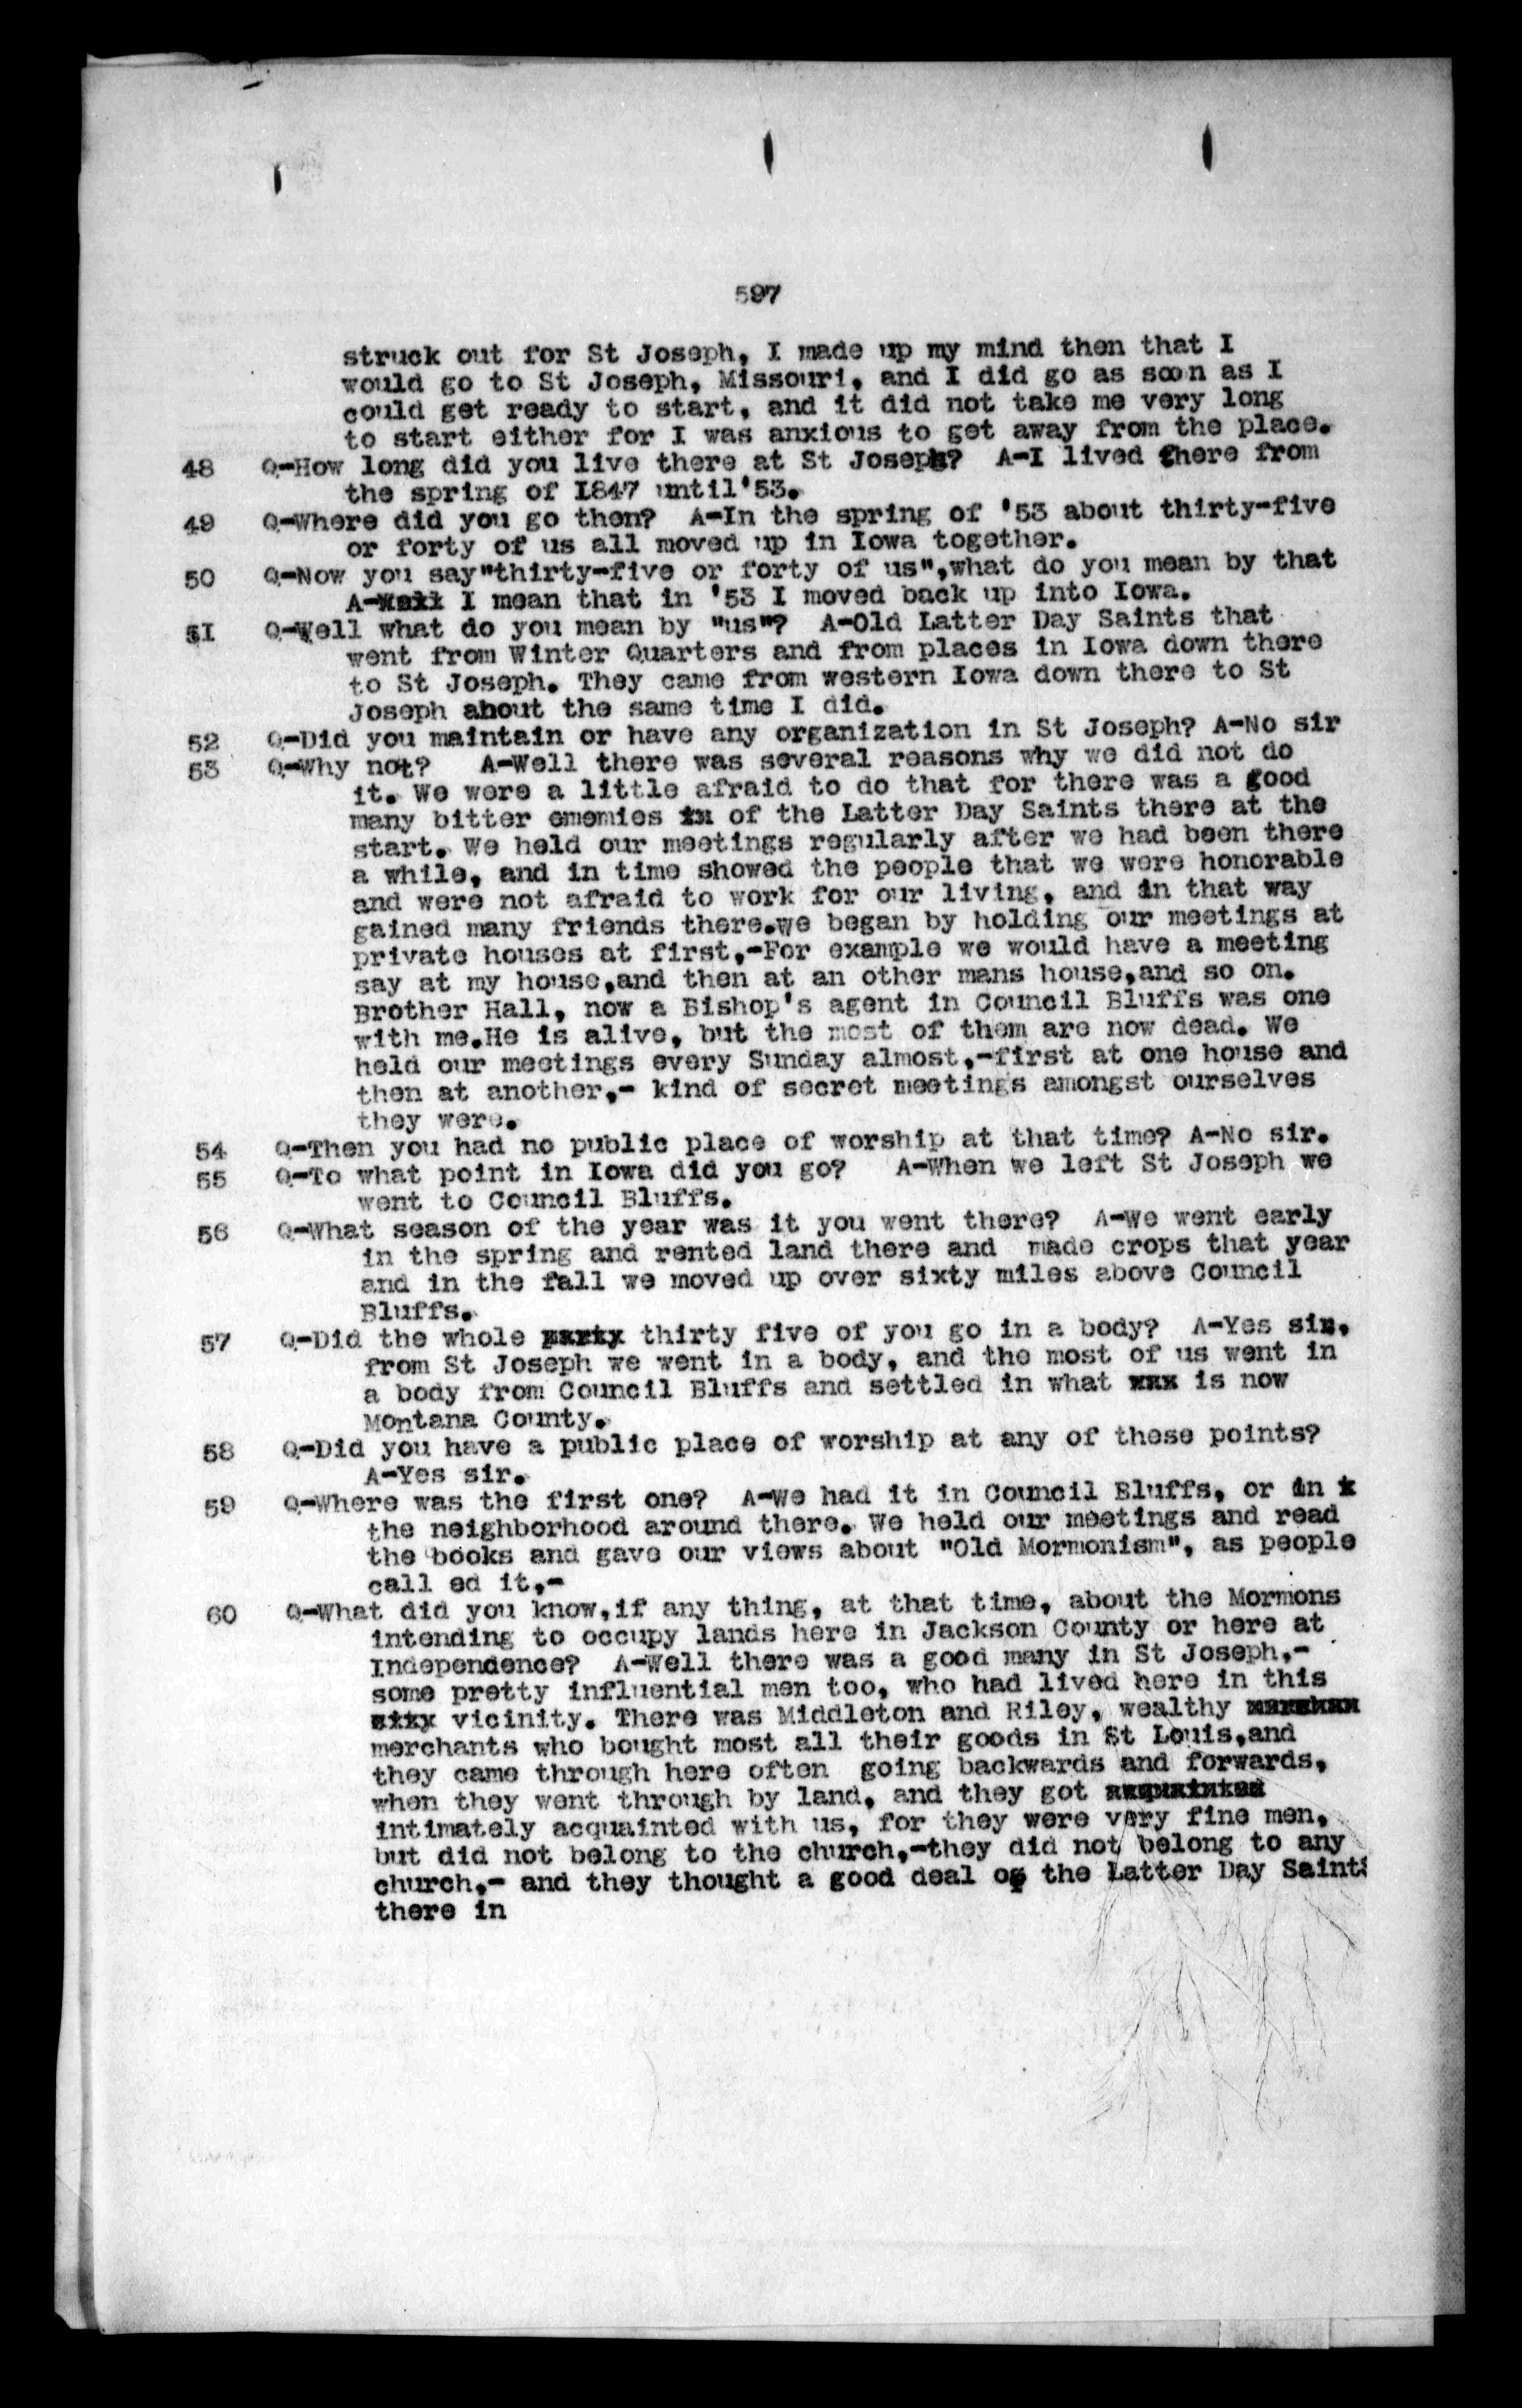 597
struck out for St Joseph, I made up my mind then that I
would go to St Joseph, Missouri, and I did go as soon as I
could get ready to start, and it did not take me very long
to start either for I was anxious to get away from the place.
48 Q-How long did you live there at St Joseph? A-I lived there from
the spring of I847 until'53.
49 Q-Where did you go then? A-In the spring of '53 about thirty-five
or forty of us all moved up in Iowa together.
50 Q-Now you say"thirty-five or forty of us",what do you mean by that
A- I mean that in '53 I moved back up into Iowa.
5I Q-Well what do you mean by "us"? A-Old Latter Day Saints that
went from Winter Quarters and from places in Iowa down there
to St Joseph. They came from western Iowa down there to St
Joseph about the same time I did.
52 Q-Did you maintain or have any organization in St Joseph? A-No sir
53 Q-Why not? A-Well there was several reasons why we did not do
it. We were a little afraid to do that for there was a good
many bitter ememies of the Latter Day Saints there at the
start. We held our meetings regularly after we had been there
a while, and in time showed the people that we were honorable
and were not afraid to work for our living, and in that way
gained many friends there.we began by holding our meetings at
private houses at first,-For example we would have a meeting
say at my house,and then at an other mans house,and so on.
Brother Hall, now a Bishop's agent in Council Bluffs was one
with me.He is alive, but the most of them are now dead. We
held our meetings every Sunday almost,-first at one house and
then at another,- kind of secret meetings amongst ourselves
they were.
54 Q-Then you had no public place of worship at that time? A-No sir.
55 Q-To what point in Iowa did you go? A-When we left St Joseph we
went to Council Bluffs.
56 Q-What season of the year was it you went there? A-We went early
in the spring and rented land there and made crops that year
and in the fall we moved up over sixty miles above Council
Bluffs.
57 Q-Did the whole thirty five of you go in a body? A-Yes sir,
from St Joseph we went in a body, and the most of us went in
a body from Council Bluffs and settled in what is now
Montana County.
58 Q-Did you have a public place of worship at any of these points?
A-Yes sir.
59 Q-Where was the first one? A-We had it in Council Bluffs, or in
the neighborhood around there. We held our meetings and read
the books and gave our views about "Old Mormonism", as people
call ed it,-
60 Q-What did you know,if any thing, at that time, about the Mormons
intending to occupy lands here in Jackson County or here at
Independence? A-Well there was a good many in St Joseph,-
some pretty influential men too, who had lived here in this
vicinity. There was Middleton and Riley, wealthy
merchants who bought most all their goods in St Louis,and
they came through here often going backwards and forwards,
when they went through by land, and they got
intimately acquainted with us, for they were very fine men,
but did not belong to the church,-they did not belong to any
church,- and they thought a good deal of the Latter Day Saints
there in